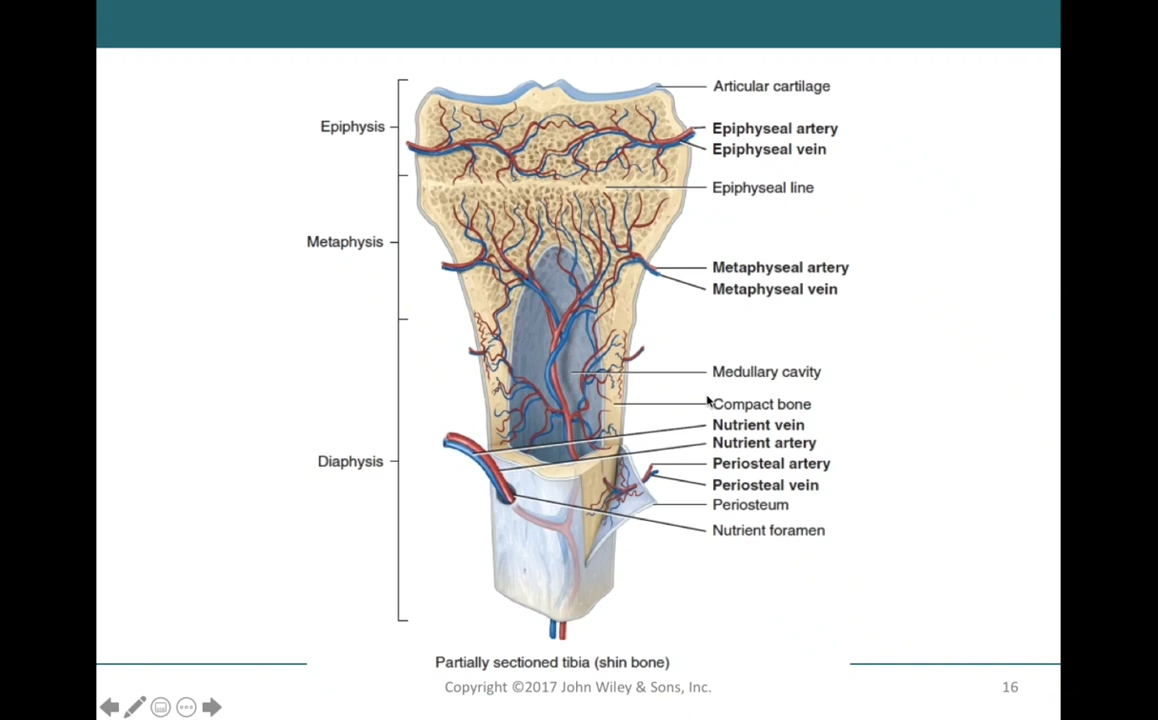 Articular cartilage
Epiphysis
Epiphyseal artery
Epiphyseal vein
Epiphyseal line
Metaphysis
Metaphyseal artery
Metaphyseal vein
Medullary cavity
Compact bone
Nutrient vein
Nutrient artery
Diaphysis
Periosteal artery
Periosteal vein
Periosteum
Nutrient foramen
Partially sectioned tibia (shin bone)
Copyright ©2017 John Wiley & Sons, Inc.
16